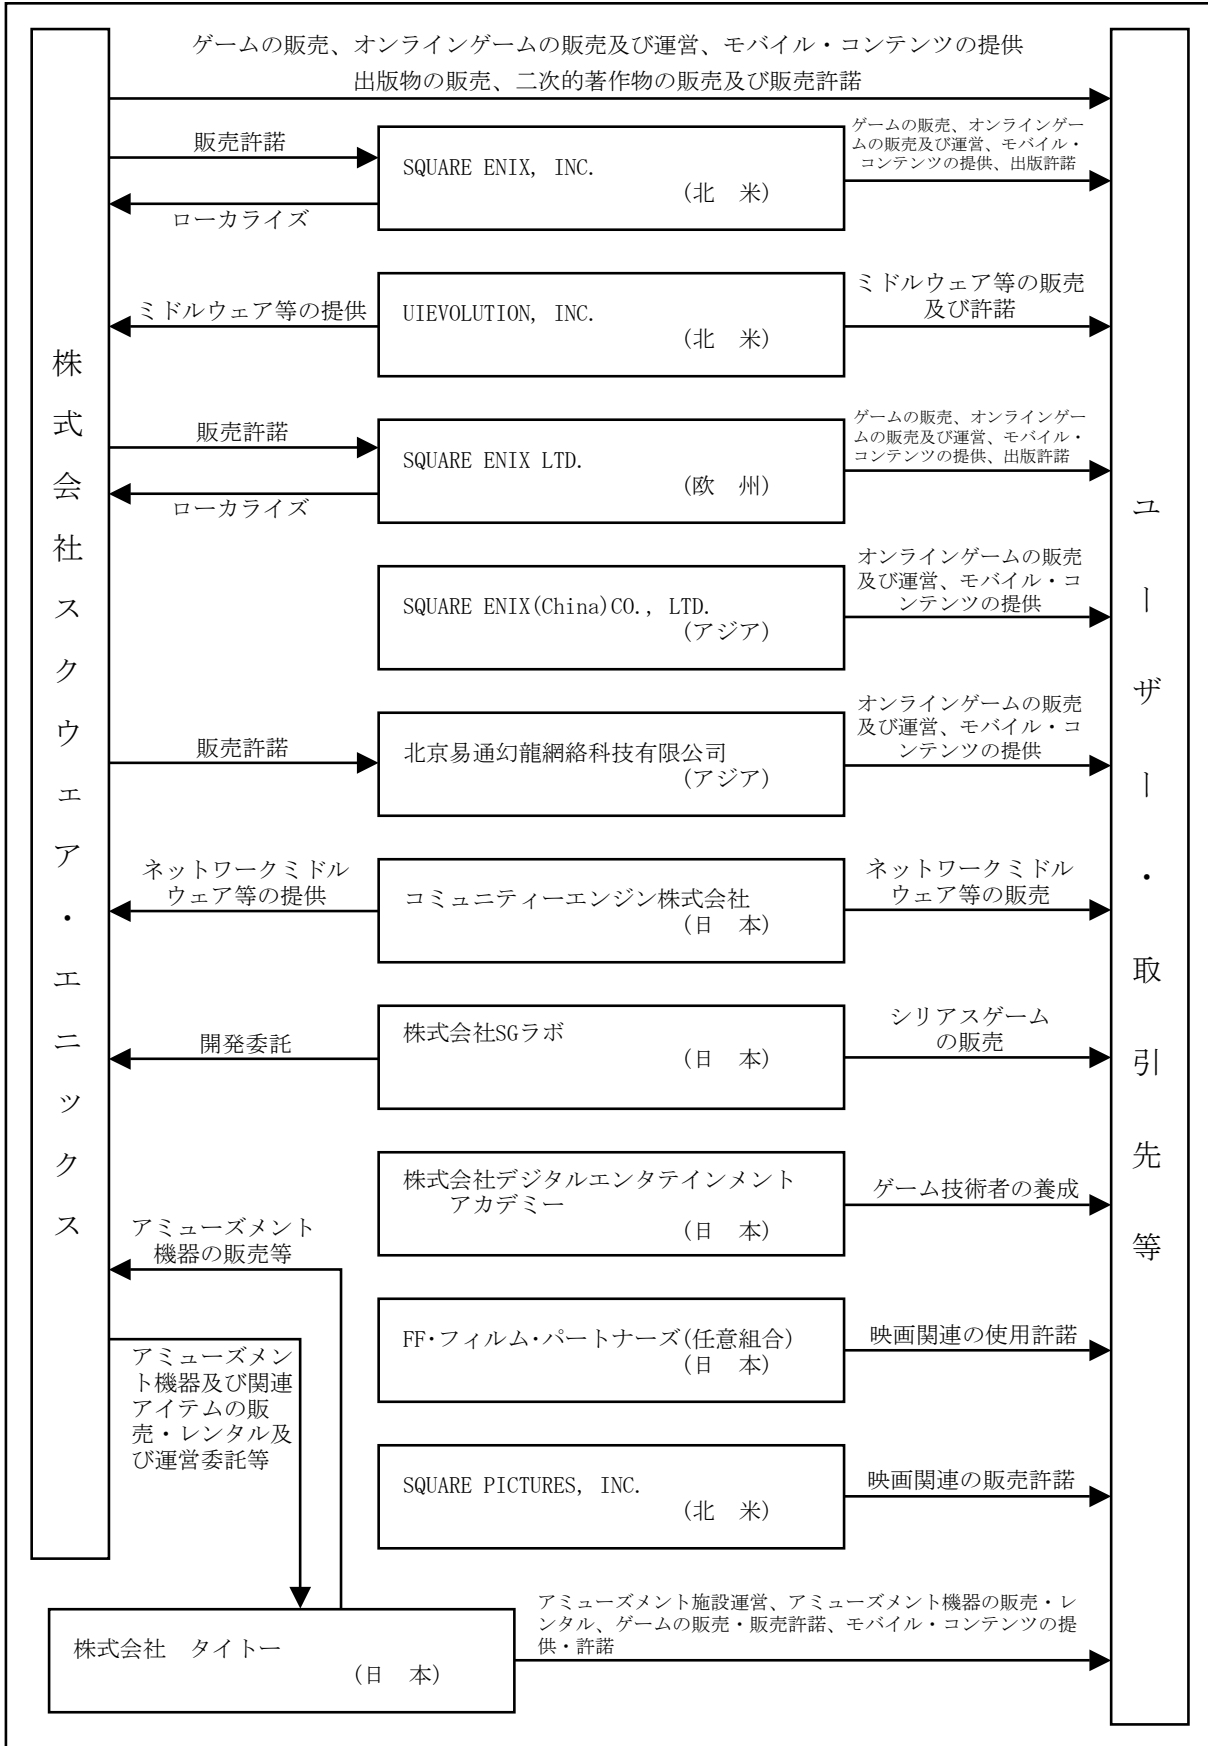 ゲームの販売、オンラインゲームの販売及び運営、モバイル・コンテンツの提供
出版物の販売、二次的著作物の販売及び販売許諾
株式会社スクウェア・エニックス
ユーザー・取引先等
販売許諾
ローカライズ
SQUARE ENIX, INC.
(北　米)
ゲームの販売、オンラインゲー
ムの販売及び運営、モバイル・
コンテンツの提供、出版許諾
ミドルウェア等の提供
UIEVOLUTION, INC.
(北　米)
ミドルウェア等の販売
及び許諾
販売許諾
ローカライズ
SQUARE ENIX LTD.
(欧　州)
ゲームの販売、オンラインゲー
ムの販売及び運営、モバイル・
コンテンツの提供、出版許諾
SQUARE ENIX(China)CO., LTD.
(アジア)
オンラインゲームの販売
及び運営、モバイル・コ
ンテンツの提供
販売許諾
北京易通幻龍網絡科技有限公司
(アジア)
オンラインゲームの販売
及び運営、モバイル・コ
ンテンツの提供
ネットワークミドル
ウェア等の提供
コミュニティーエンジン株式会社
(日　本)
ネットワークミドル
ウェア等の販売
開発委託
株式会社SGラボ
(日　本)
シリアスゲーム
の販売
株式会社デジタルエンタテインメント
アカデミー
(日　本)
ゲーム技術者の養成
アミューズメント
機器の販売等
FF・フィルム・パートナーズ(任意組合)
(日　本)
映画関連の使用許諾
アミューズメン
ト機器及び関連
アイテムの販
売・レンタル及
び運営委託等
SQUARE PICTURES, INC.
(北　米)
映画関連の販売許諾
株式会社　タイトー
(日　本)
アミューズメント施設運営、アミューズメント機器の販売・レ
ンタル、ゲームの販売・販売許諾、モバイル・コンテンツの提
供・許諾